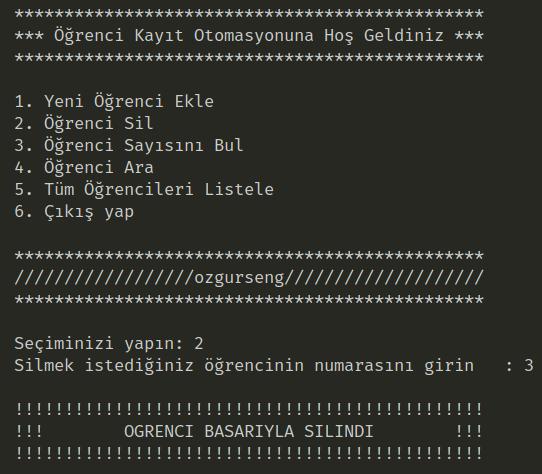 ***********************************************
*** Öğrenci Kayıt Otomasyonuna Hoş Geldiniz ***
***********************************************
1. Yeni Öğrenci Ekle
2. Öğrenci Sil
3. Öğrenci Sayısını Bul
4. Öğrenci Ara
5. Tüm Öğrencileri Listele
6. Çıkış yap
***********************************************
//////////////////ozgurseng////////////////////
***********************************************
Seçiminizi yapın: 2
Silmek istediğiniz öğrencinin numarasını girin   : 3
!!!!!!!!!!!!!!!!!!!!!!!!!!!!!!!!!!!!!!!!!!!!!!!
!!!        OGRENCI BASARIYLA SILINDI        !!!
!!!!!!!!!!!!!!!!!!!!!!!!!!!!!!!!!!!!!!!!!!!!!!!